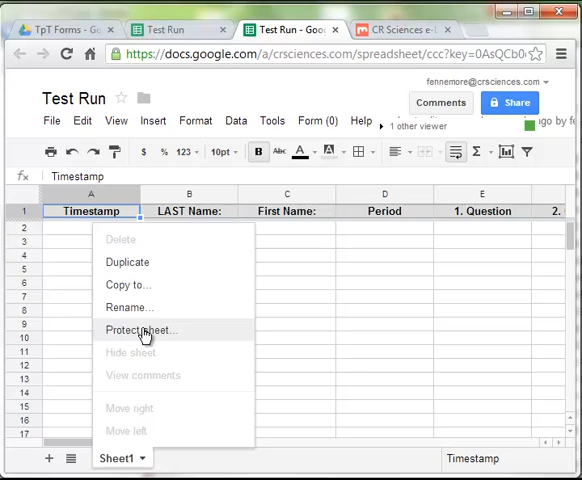 TpT Forms - Go
Test Run
Test Run - Goo
CR Sciences e-L
https://docs.google.com/a/crsciences.com/spreadsheet/ccc?key=0AsQCb0
fennemore@crsciences.com
Test Run
Comments
Share
File Edit View Insert Format Data Tools Form (0) Help
1 other viewer
ago by fe
$ % 123 10pt B Abc A Σ
fx Timestamp
A B C D E
1 Timestamp LAST Name: First Name: Period 1. Question 2.
2
3
4
5
6
7
8
9
10
11
12
13
14
15
16
17
Delete
Duplicate
Copy to...
Rename...
Protect sheet...
Hide sheet
View comments
Move right
Move left
+ Sheet1
Timestamp